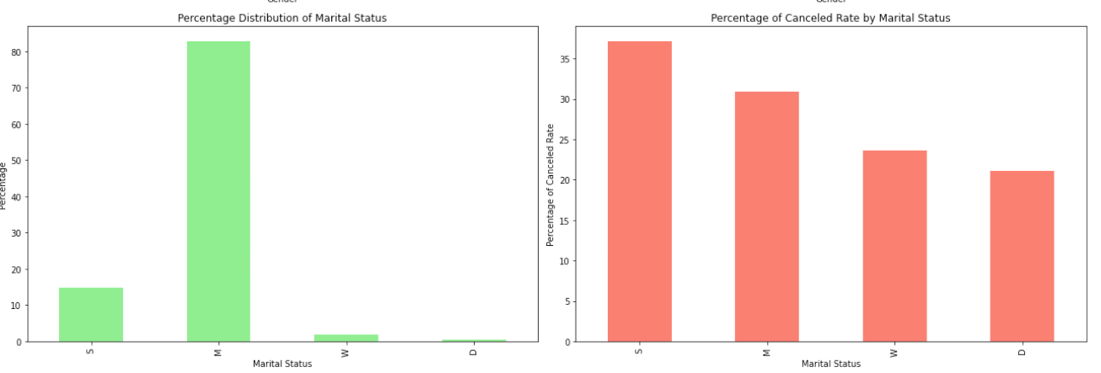 Gender
Percentage Distribution of Marital Status
Percentage
80
70
60
50
40
30
20
10
0
S
M
W
D
Marital Status
Gender
Percentage of Canceled Rate by Marital Status
Percentage of Canceled Rate
35
30
25
20
15
10
5
0
S
M
W
D
Marital Status